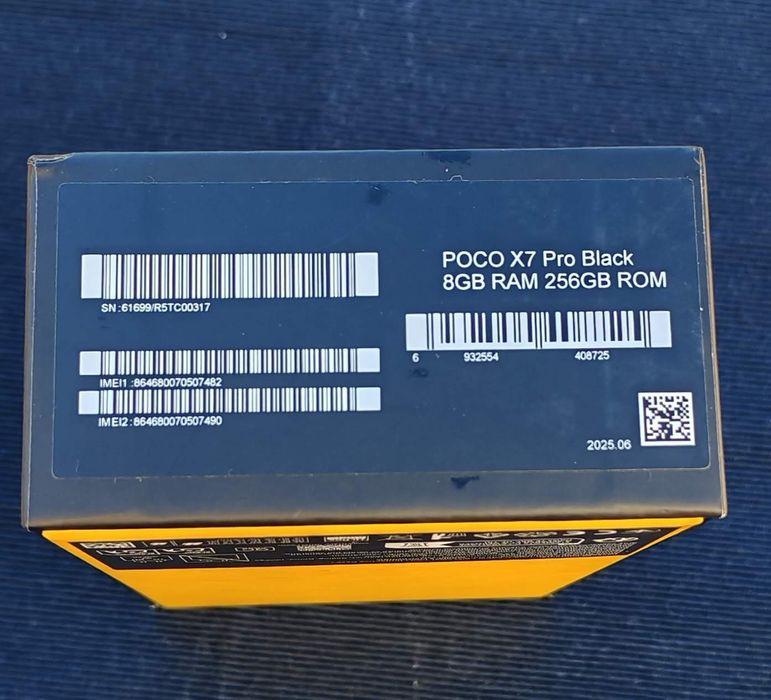 POCO X7 Pro Black
8GB RAM 256GB ROM
SN :61699/R5TC00317
6 932554 408725
IMEI1 :864680070507482
IMEI2 :864680070507490
2025.06